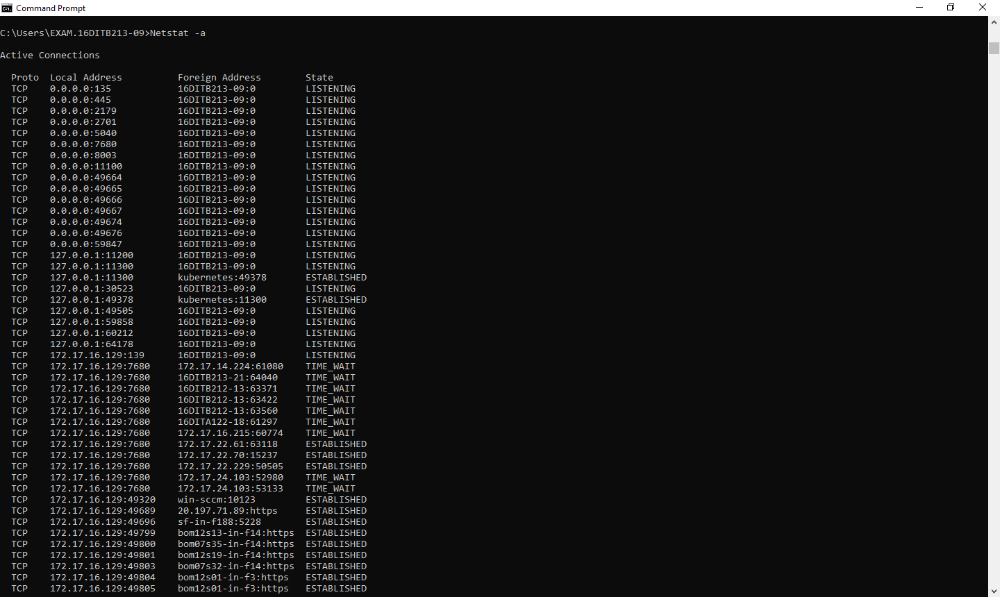 Command Prompt
C:\Users\EXAM.16DITB213-09>Netstat -a
Active Connections
Proto  Local Address          Foreign Address        State
TCP    0.0.0.0:135            16DITB213-09:0         LISTENING
TCP    0.0.0.0:445            16DITB213-09:0         LISTENING
TCP    0.0.0.0:2179           16DITB213-09:0         LISTENING
TCP    0.0.0.0:2701           16DITB213-09:0         LISTENING
TCP    0.0.0.0:5040           16DITB213-09:0         LISTENING
TCP    0.0.0.0:7680           16DITB213-09:0         LISTENING
TCP    0.0.0.0:8003           16DITB213-09:0         LISTENING
TCP    0.0.0.0:11100          16DITB213-09:0         LISTENING
TCP    0.0.0.0:49664          16DITB213-09:0         LISTENING
TCP    0.0.0.0:49665          16DITB213-09:0         LISTENING
TCP    0.0.0.0:49666          16DITB213-09:0         LISTENING
TCP    0.0.0.0:49667          16DITB213-09:0         LISTENING
TCP    0.0.0.0:49674          16DITB213-09:0         LISTENING
TCP    0.0.0.0:49676          16DITB213-09:0         LISTENING
TCP    0.0.0.0:59847          16DITB213-09:0         LISTENING
TCP    127.0.0.1:11200        16DITB213-09:0         LISTENING
TCP    127.0.0.1:11300        16DITB213-09:0         LISTENING
TCP    127.0.0.1:11300        kubernetes:49378       ESTABLISHED
TCP    127.0.0.1:30523        16DITB213-09:0         LISTENING
TCP    127.0.0.1:49378        kubernetes:11300       ESTABLISHED
TCP    127.0.0.1:49505        16DITB213-09:0         LISTENING
TCP    127.0.0.1:59858        16DITB213-09:0         LISTENING
TCP    127.0.0.1:60212        16DITB213-09:0         LISTENING
TCP    127.0.0.1:64178        16DITB213-09:0         LISTENING
TCP    172.17.16.129:139      16DITB213-09:0         LISTENING
TCP    172.17.16.129:7680     172.17.14.224:61080    TIME_WAIT
TCP    172.17.16.129:7680     16DITB213-21:64040     TIME_WAIT
TCP    172.17.16.129:7680     16DITB212-13:63371     TIME_WAIT
TCP    172.17.16.129:7680     16DITB212-13:63422     TIME_WAIT
TCP    172.17.16.129:7680     16DITB212-13:63560     TIME_WAIT
TCP    172.17.16.129:7680     16DITA122-18:61297     TIME_WAIT
TCP    172.17.16.129:7680     172.17.16.215:60774    TIME_WAIT
TCP    172.17.16.129:7680     172.17.22.61:63118     ESTABLISHED
TCP    172.17.16.129:7680     172.17.22.70:15237     ESTABLISHED
TCP    172.17.16.129:7680     172.17.22.229:50505    ESTABLISHED
TCP    172.17.16.129:7680     172.17.24.103:52980    TIME_WAIT
TCP    172.17.16.129:7680     172.17.24.103:53133    TIME_WAIT
TCP    172.17.16.129:49320    win-sccm:10123         ESTABLISHED
TCP    172.17.16.129:49689    20.197.71.89:https     ESTABLISHED
TCP    172.17.16.129:49696    sf-in-f188:5228        ESTABLISHED
TCP    172.17.16.129:49799    bom12s13-in-f14:https  ESTABLISHED
TCP    172.17.16.129:49800    bom07s35-in-f14:https  ESTABLISHED
TCP    172.17.16.129:49801    bom12s19-in-f14:https  ESTABLISHED
TCP    172.17.16.129:49803    bom07s32-in-f14:https  ESTABLISHED
TCP    172.17.16.129:49804    bom12s01-in-f3:https   ESTABLISHED
TCP    172.17.16.129:49805    bom12s01-in-f3:https   ESTABLISHED